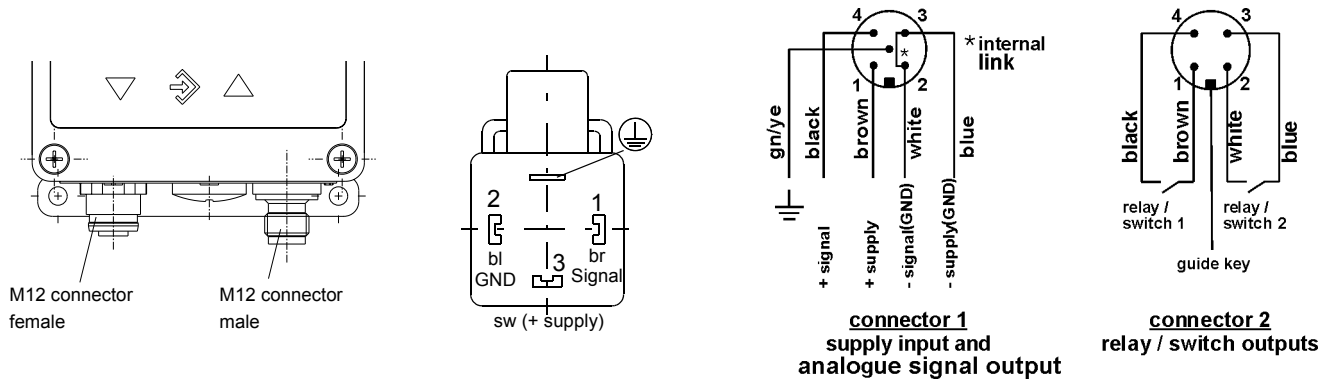 M12 connector
female
M12 connector
male
2
1
bl
GND
br
Signal
3
sw (+ supply)
4
3
*
* internal
link
1
2
gn/ye
black
brown
white
blue
+ signal
+ supply
- signal(GND)
- supply(GND)
connector 1
supply input and
analogue signal output
4
3
1
2
black
brown
white
blue
relay /
switch 1
relay /
switch 2
guide key
connector 2
relay / switch outputs